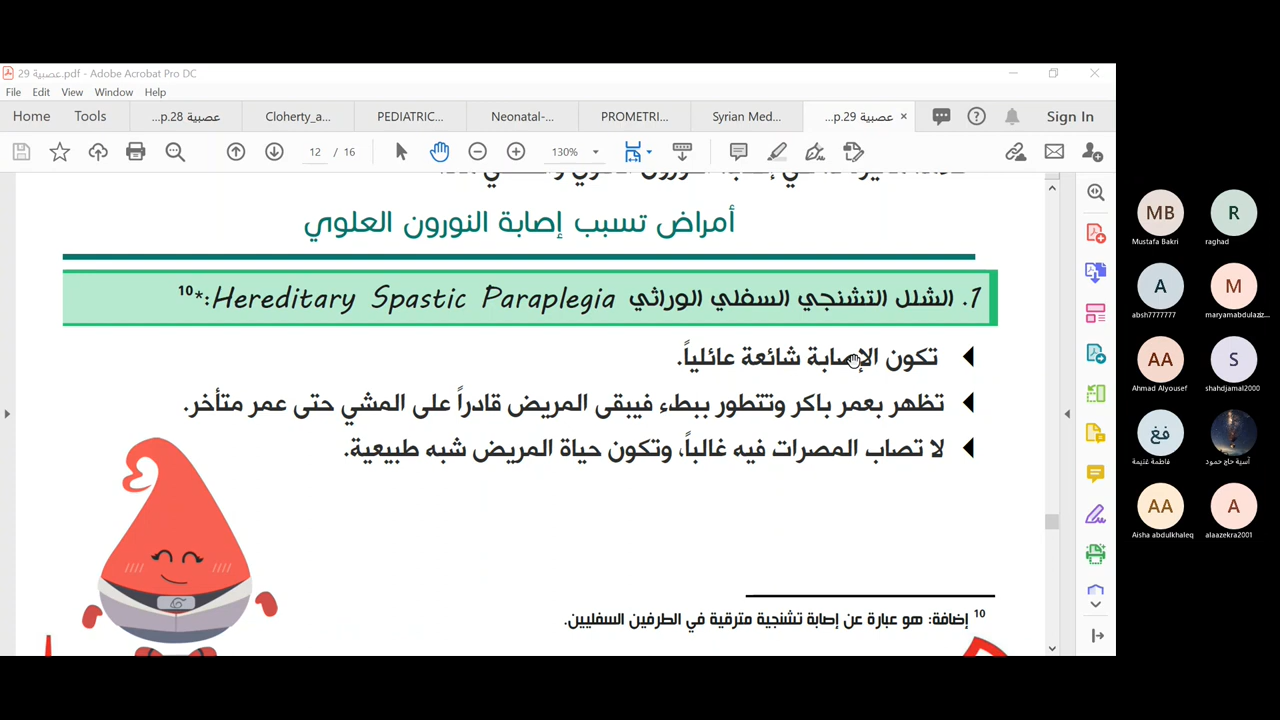 عصبية 29.pdf - Adobe Acrobat Pro DC
File Edit View Window Help
Home Tools عصبية 28.p... Cloherty_a... PEDIATRIC... Neonatal-... PROMETRI... Syrian Med... عصبية 29.p... × Sign In
12 / 16 130%
أمراض تسبب إصابة النورون العلوي
1. الشلل التشنجي السفلي الوراثي Hereditary Spastic Paraplegia:*10
تكون الإصابة شائعة عائلياً.
تظهر بعمر باكر وتتطور ببطء فيبقى المريض قادراً على المشي حتى عمر متأخر.
لا تصاب المصرات فيه غالباً، وتكون حياة المريض شبه طبيعية.
10 إضافة: هو عبارة عن إصابة تشنجية مترقية في الطرفين السفليين.
MB R
Mustafa Bakri raghad
A M
absh7777777 maryamabdulaziz...
AA S
Ahmad Alyousef shahdjamal2000
فغ
فاطمة غنيمة آسية حاج حمود
AA A
Aisha abdulkhaleq alaazekra2001